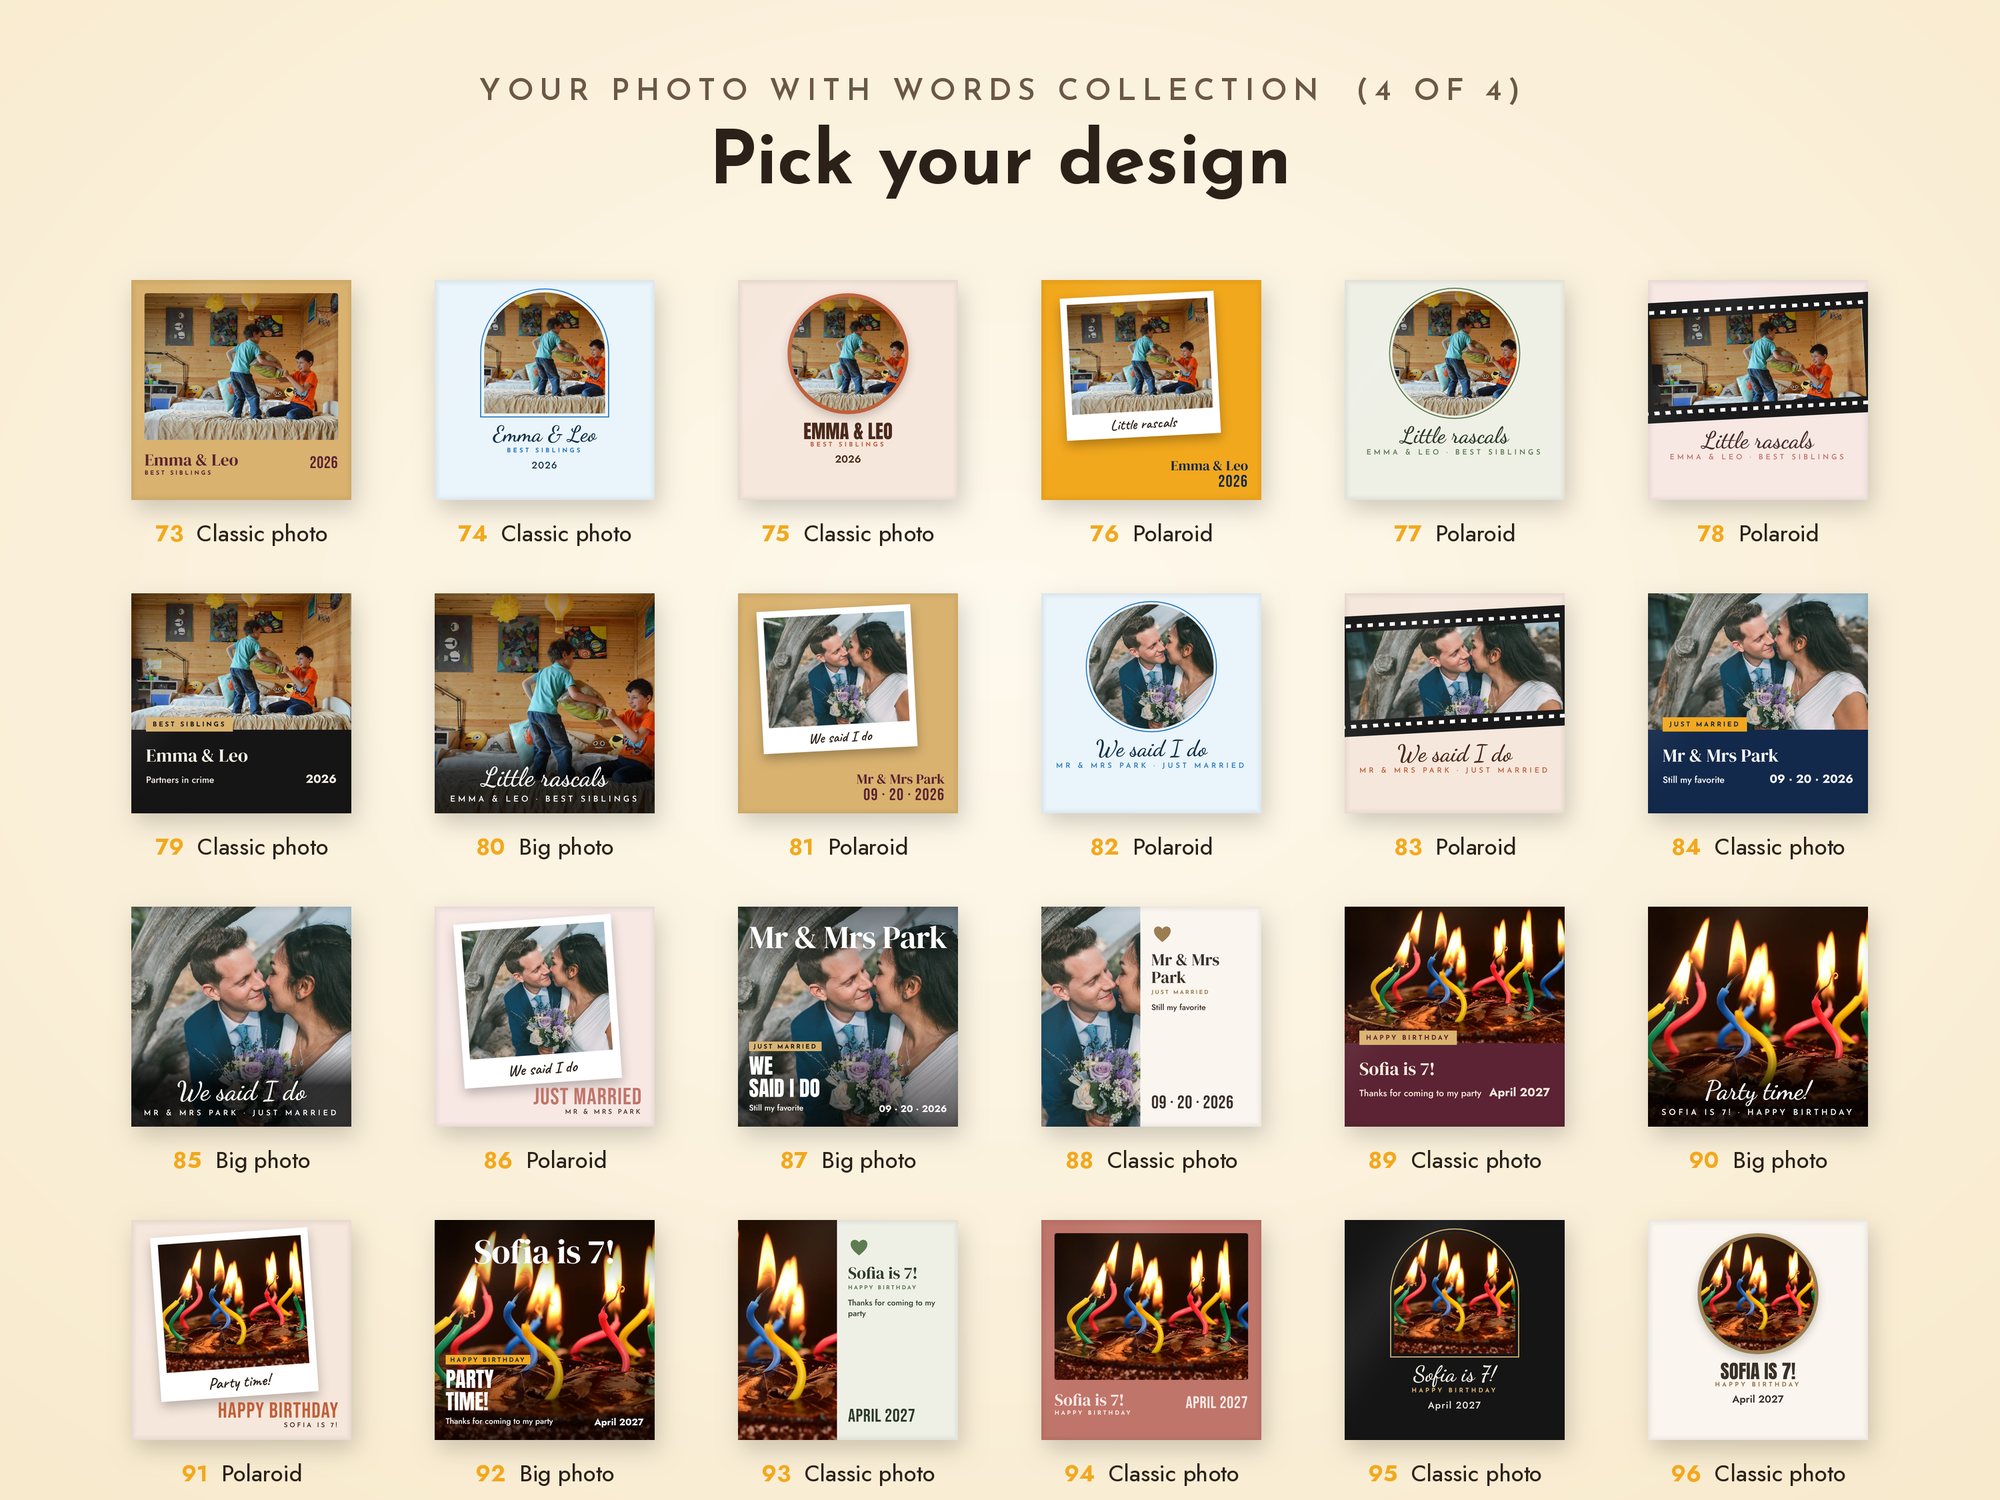 YOUR PHOTO WITH WORDS COLLECTION (4 OF 4)
Pick your design
Emma & Leo
BEST SIBLINGS
2026
73 Classic photo
Emma & Leo
BEST SIBLINGS
2026
74 Classic photo
EMMA & LEO
BEST SIBLINGS
2026
75 Classic photo
Little rascals
Emma & Leo
2026
76 Polaroid
Little rascals
EMMA & LEO · BEST SIBLINGS
77 Polaroid
Little rascals
EMMA & LEO · BEST SIBLINGS
78 Polaroid
BEST SIBLINGS
Emma & Leo
Partners in crime 2026
79 Classic photo
Little rascals
EMMA & LEO · BEST SIBLINGS
80 Big photo
We said I do
Mr & Mrs Park
09 · 20 · 2026
81 Polaroid
We said I do
MR & MRS PARK · JUST MARRIED
82 Polaroid
We said I do
MR & MRS PARK · JUST MARRIED
83 Polaroid
JUST MARRIED
Mr & Mrs Park
Still my favorite 09 · 20 · 2026
84 Classic photo
We said I do
MR & MRS PARK · JUST MARRIED
85 Big photo
We said I do
JUST MARRIED
MR & MRS PARK
86 Polaroid
Mr & Mrs Park
JUST MARRIED
WE
SAID I DO
Still my favorite 09 · 20 · 2026
87 Big photo
Mr & Mrs
Park
JUST MARRIED
Still my favorite
09 · 20 · 2026
88 Classic photo
HAPPY BIRTHDAY
Sofia is 7!
Thanks for coming to my party April 2027
89 Classic photo
Party time!
SOFIA IS 7! · HAPPY BIRTHDAY
90 Big photo
Party time!
HAPPY BIRTHDAY
SOFIA IS 7!
91 Polaroid
Sofia is 7!
HAPPY BIRTHDAY
PARTY
TIME!
Thanks for coming to my party April 2027
92 Big photo
Sofia is 7!
HAPPY BIRTHDAY
Thanks for coming to my
party
APRIL 2027
93 Classic photo
Sofia is 7!
HAPPY BIRTHDAY
APRIL 2027
94 Classic photo
Sofia is 7!
HAPPY BIRTHDAY
April 2027
95 Classic photo
SOFIA IS 7!
HAPPY BIRTHDAY
April 2027
96 Classic photo